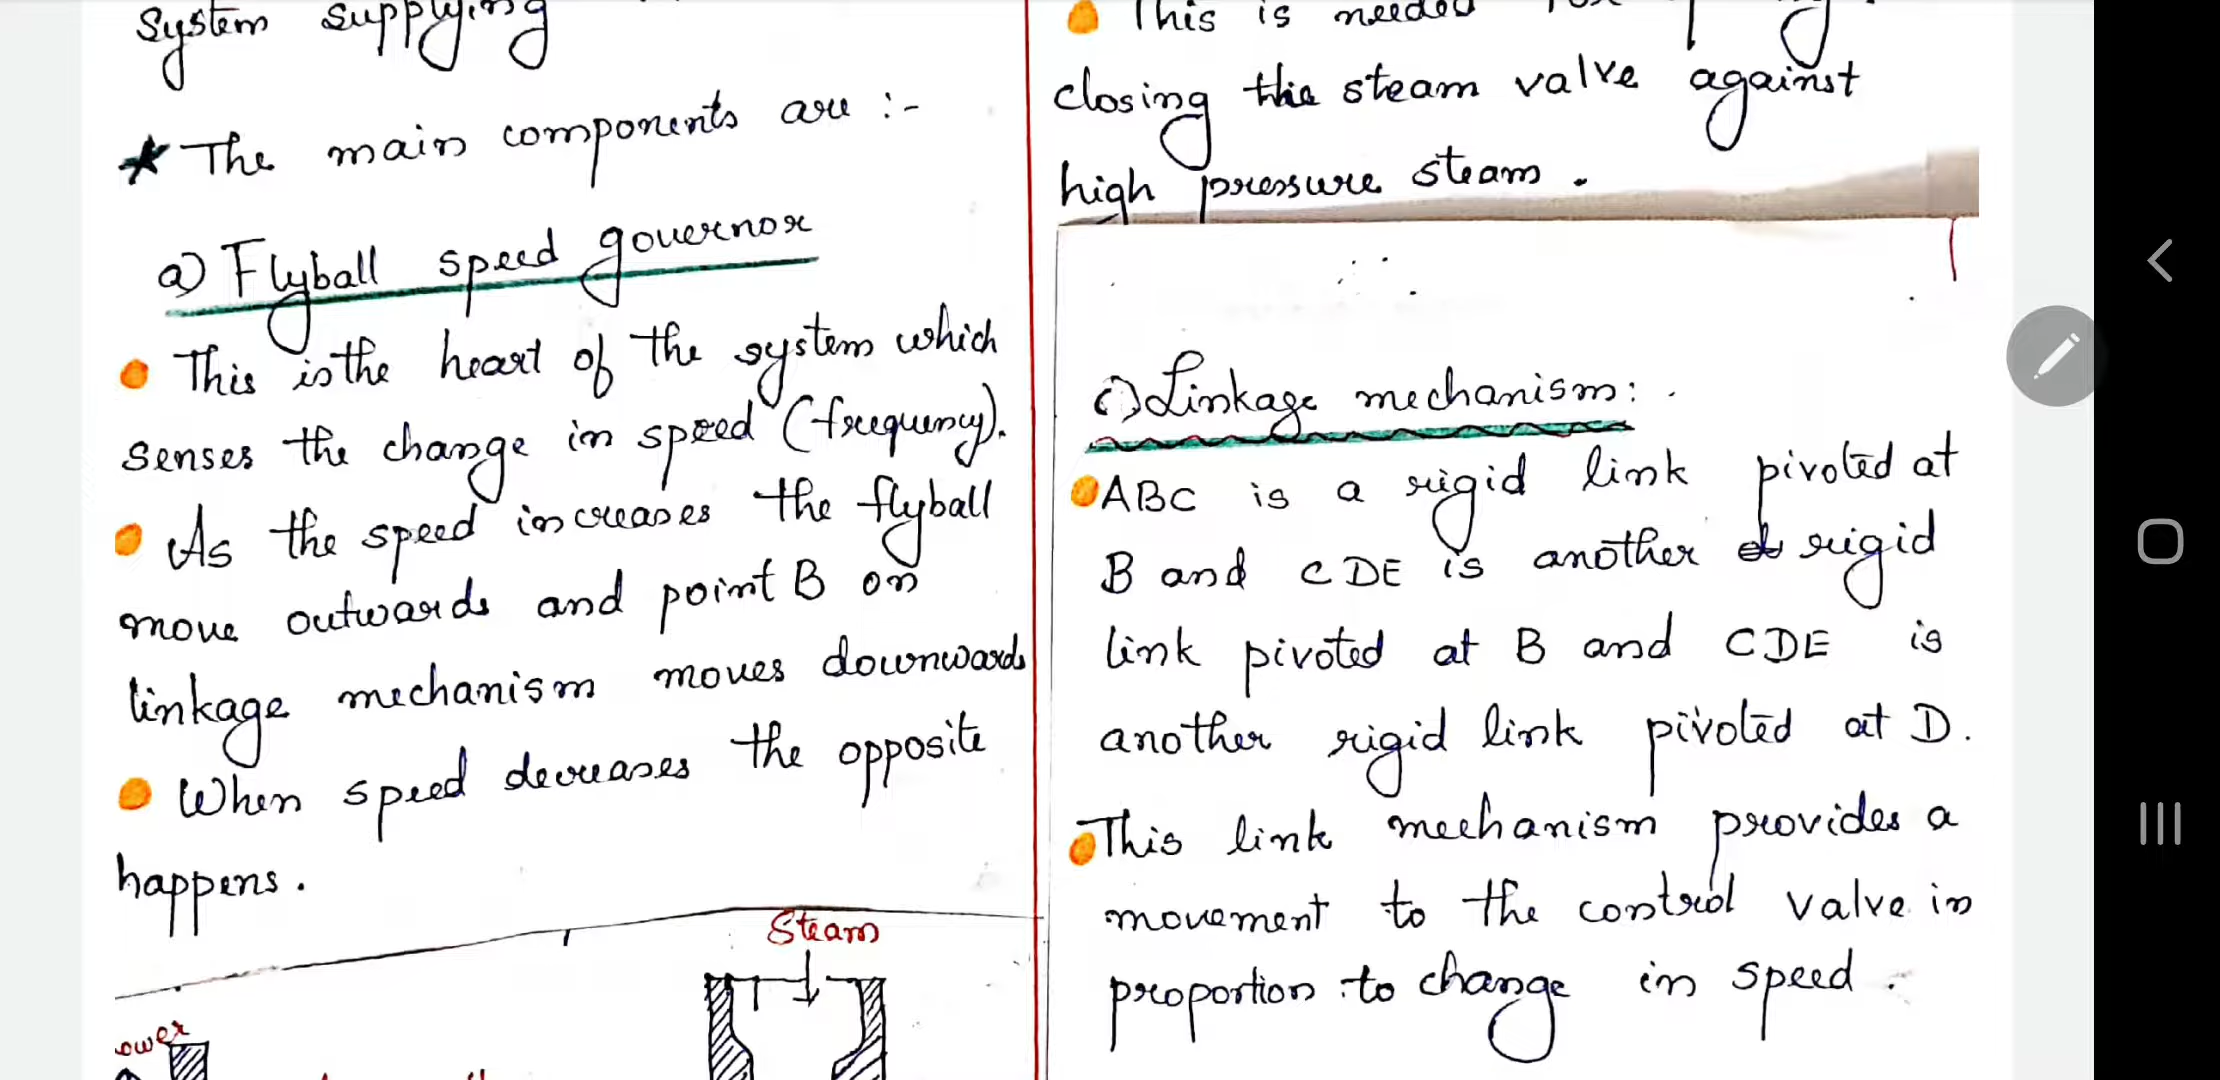 system supplying
★ The main components are :-
a) Flyball speed governor
This is the heart of the system which
senses the change in speed (frequency).
As the speed increases the flyball
move outwards and point B on
linkage mechanism moves downwards
When speed decreases the opposite
happens.
Steam
ower
This is needed
closing the steam valve against
high pressure steam.
c) Linkage mechanism:
ABC is a rigid link pivoted at
B and CDE is another rigid
link pivoted at B and CDE is
another rigid link pivoted at D.
This link mechanism provides a
movement to the control valve in
proportion to change in speed.